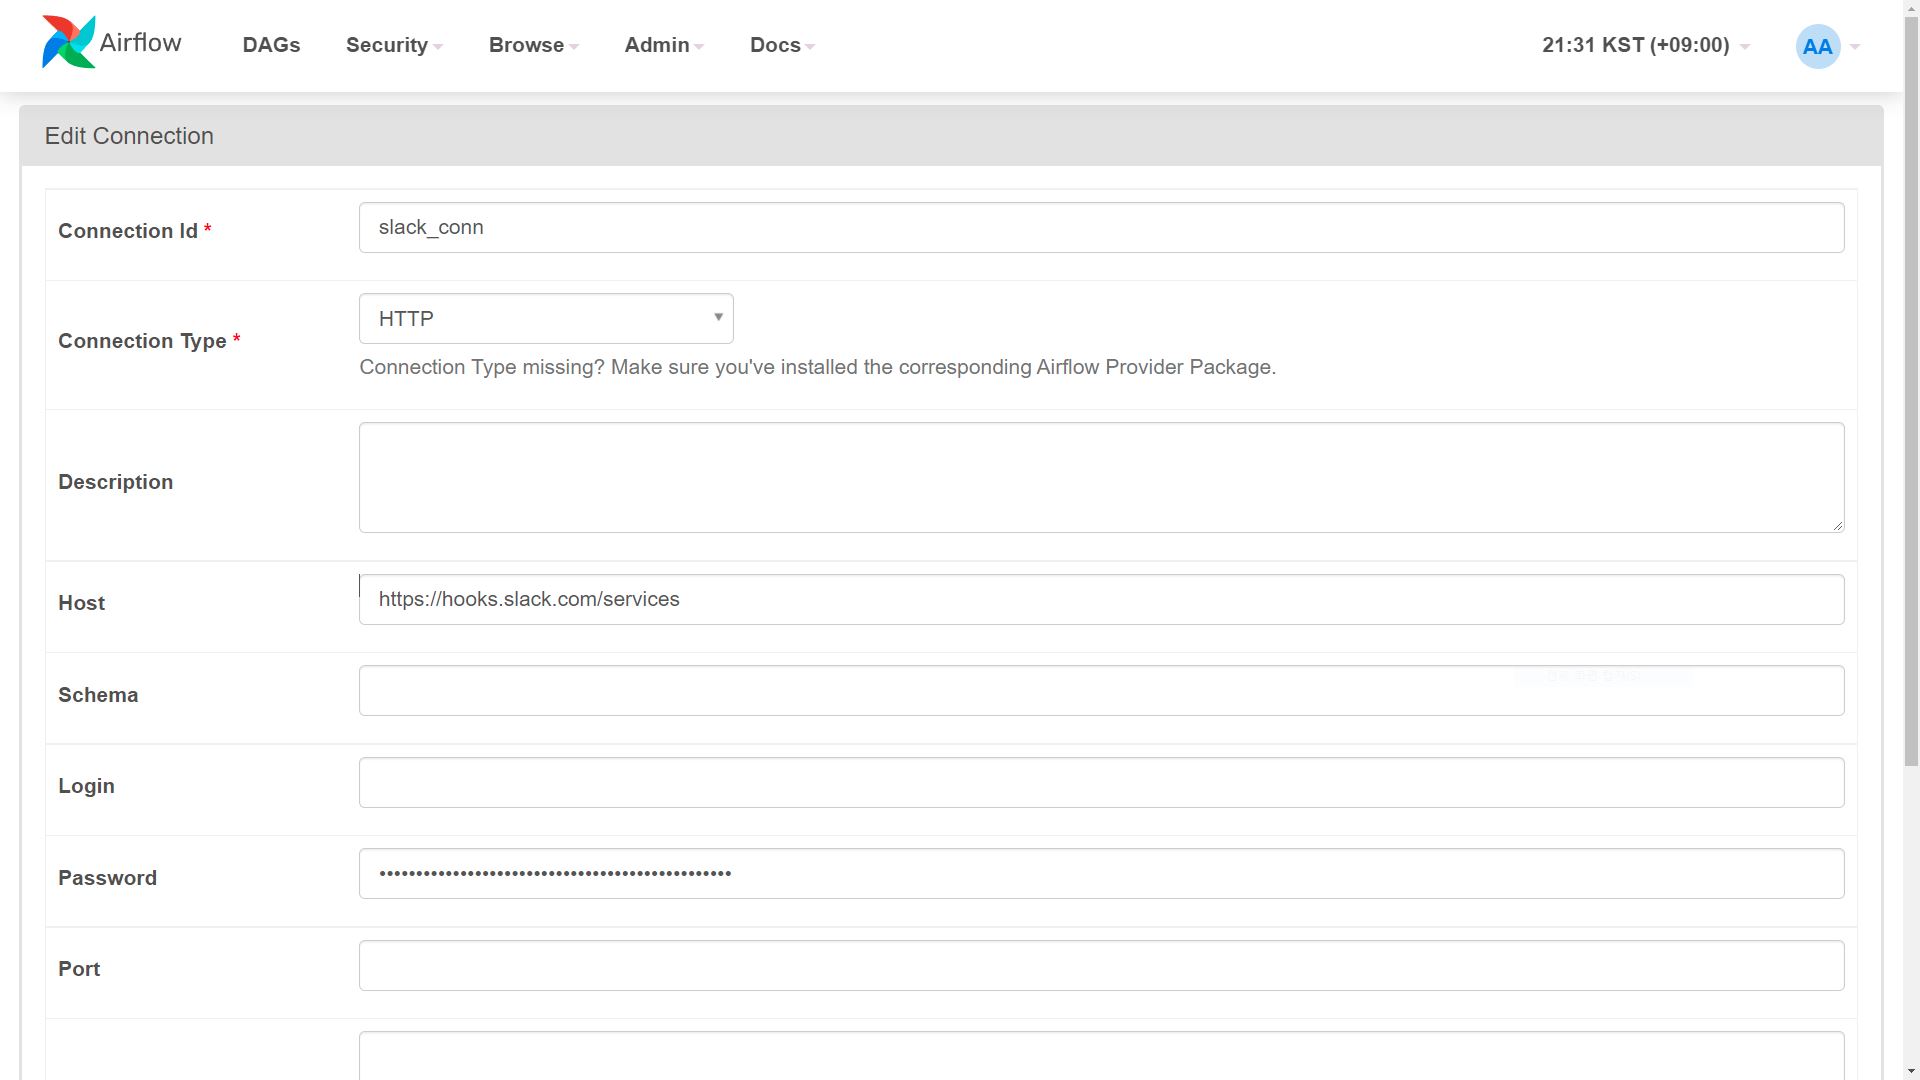 Airflow
DAGs Security Browse Admin Docs 21:31 KST (+09:00) AA
Edit Connection
Connection Id * slack_conn
Connection Type * HTTP
Connection Type missing? Make sure you've installed the corresponding Airflow Provider Package.
Description
Host https://hooks.slack.com/services
Schema
Login
Password ••••••••••••••••••••••••••••••••••••••••••••••••
Port